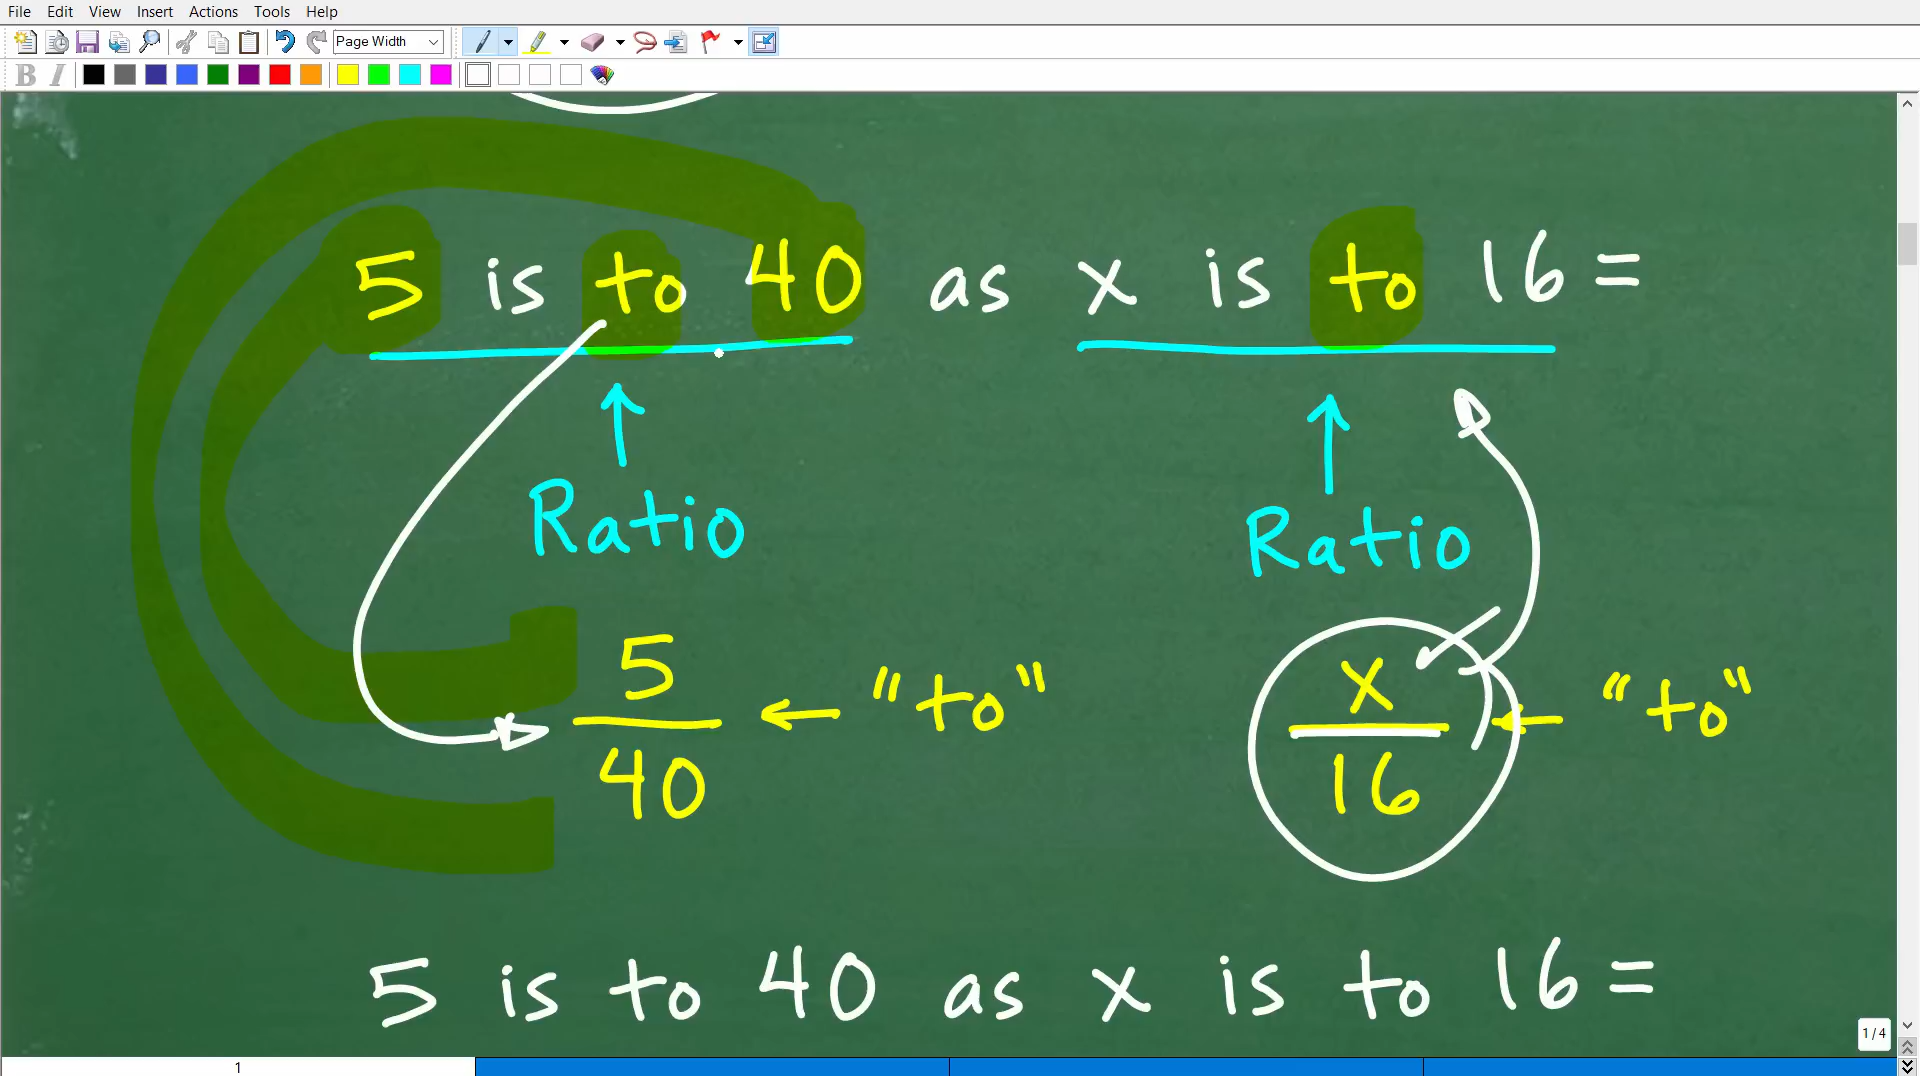 File Edit View Insert Actions Tools Help
Page Width
B I
5 is to 40 as x is to 16 =
Ratio Ratio
5 x
40 ← "to" 16 ← "to"
5 is to 40 as x is to 16 =
1 / 4
1